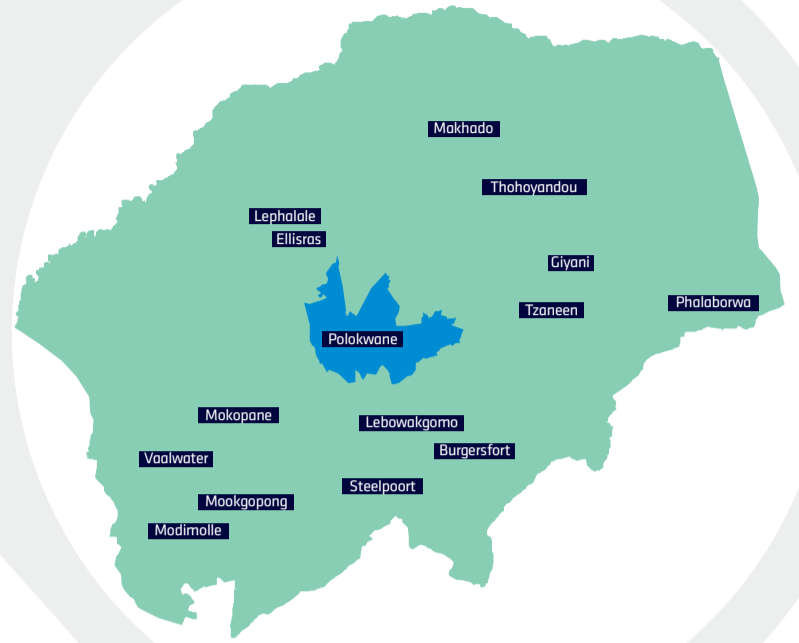 Makhado
Thohoyandou
Lephalale
Ellisras
Giyani
Phalaborwa
Tzaneen
Polokwane
Mokopane
Lebowakgomo
Burgersfort
Vaalwater
Steelpoort
Mookgopong
Modimolle